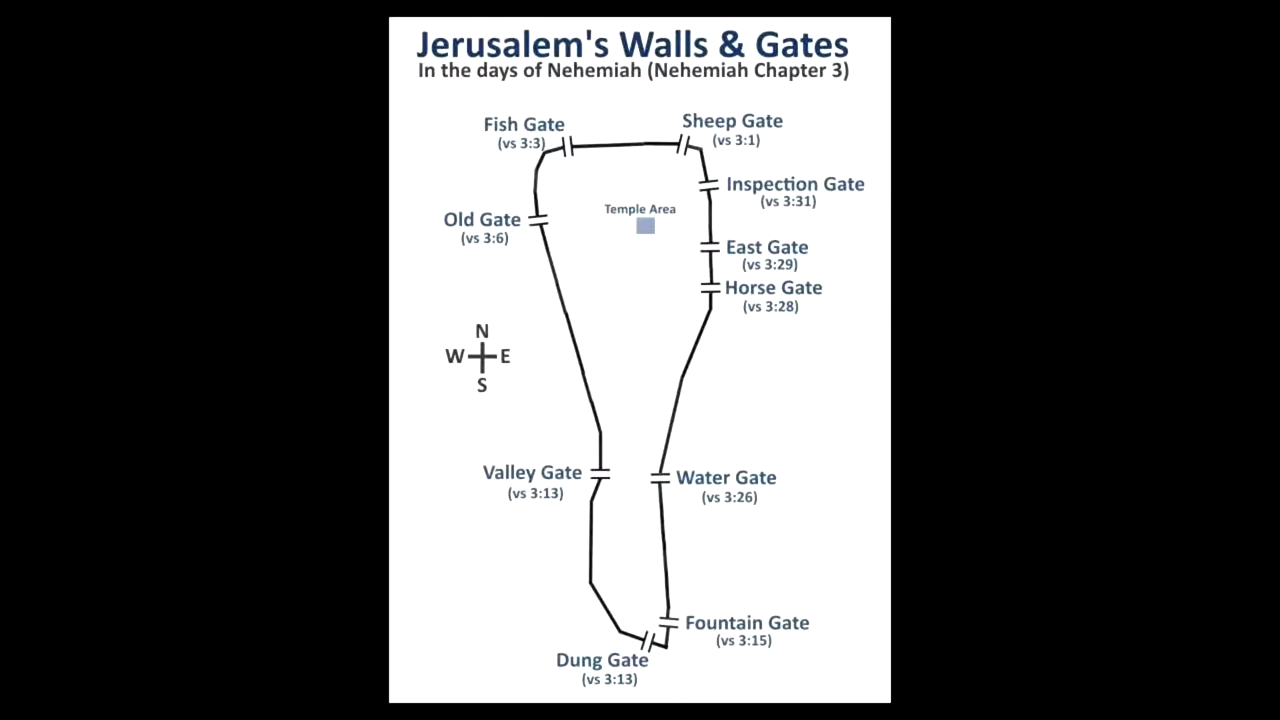 Jerusalem's Walls & Gates
In the days of Nehemiah (Nehemiah Chapter 3)
Fish Gate
(vs 3:3)
Sheep Gate
(vs 3:1)
Inspection Gate
(vs 3:31)
Temple Area
Old Gate
(vs 3:6)
East Gate
(vs 3:29)
Horse Gate
(vs 3:28)
N
W E
S
Valley Gate
(vs 3:13)
Water Gate
(vs 3:26)
Fountain Gate
(vs 3:15)
Dung Gate
(vs 3:13)